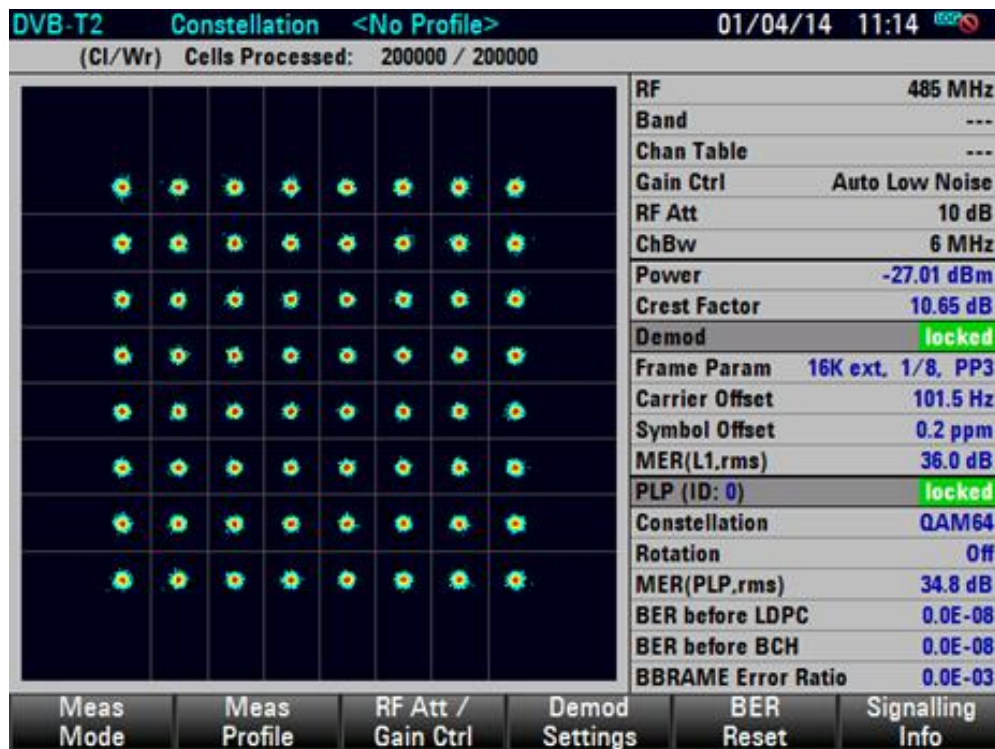 DVB-T2 Constellation <No Profile> 01/04/14 11:14 LOG
(CI/Wr) Cells Processed: 200000 / 200000
RF 485 MHz
Band ---
Chan Table ---
Gain Ctrl Auto Low Noise
RF Att 10 dB
ChBw 6 MHz
Power -27.01 dBm
Crest Factor 10.65 dB
Demod locked
Frame Param 16K ext, 1/8, PP3
Carrier Offset 101.5 Hz
Symbol Offset 0.2 ppm
MER(L1,rms) 36.0 dB
PLP (ID: 0) locked
Constellation QAM64
Rotation Off
MER(PLP,rms) 34.8 dB
BER before LDPC 0.0E-08
BER before BCH 0.0E-08
BBRAME Error Ratio 0.0E-03
Meas Meas RF Att / Demod BER Signalling
Mode Profile Gain Ctrl Settings Reset Info